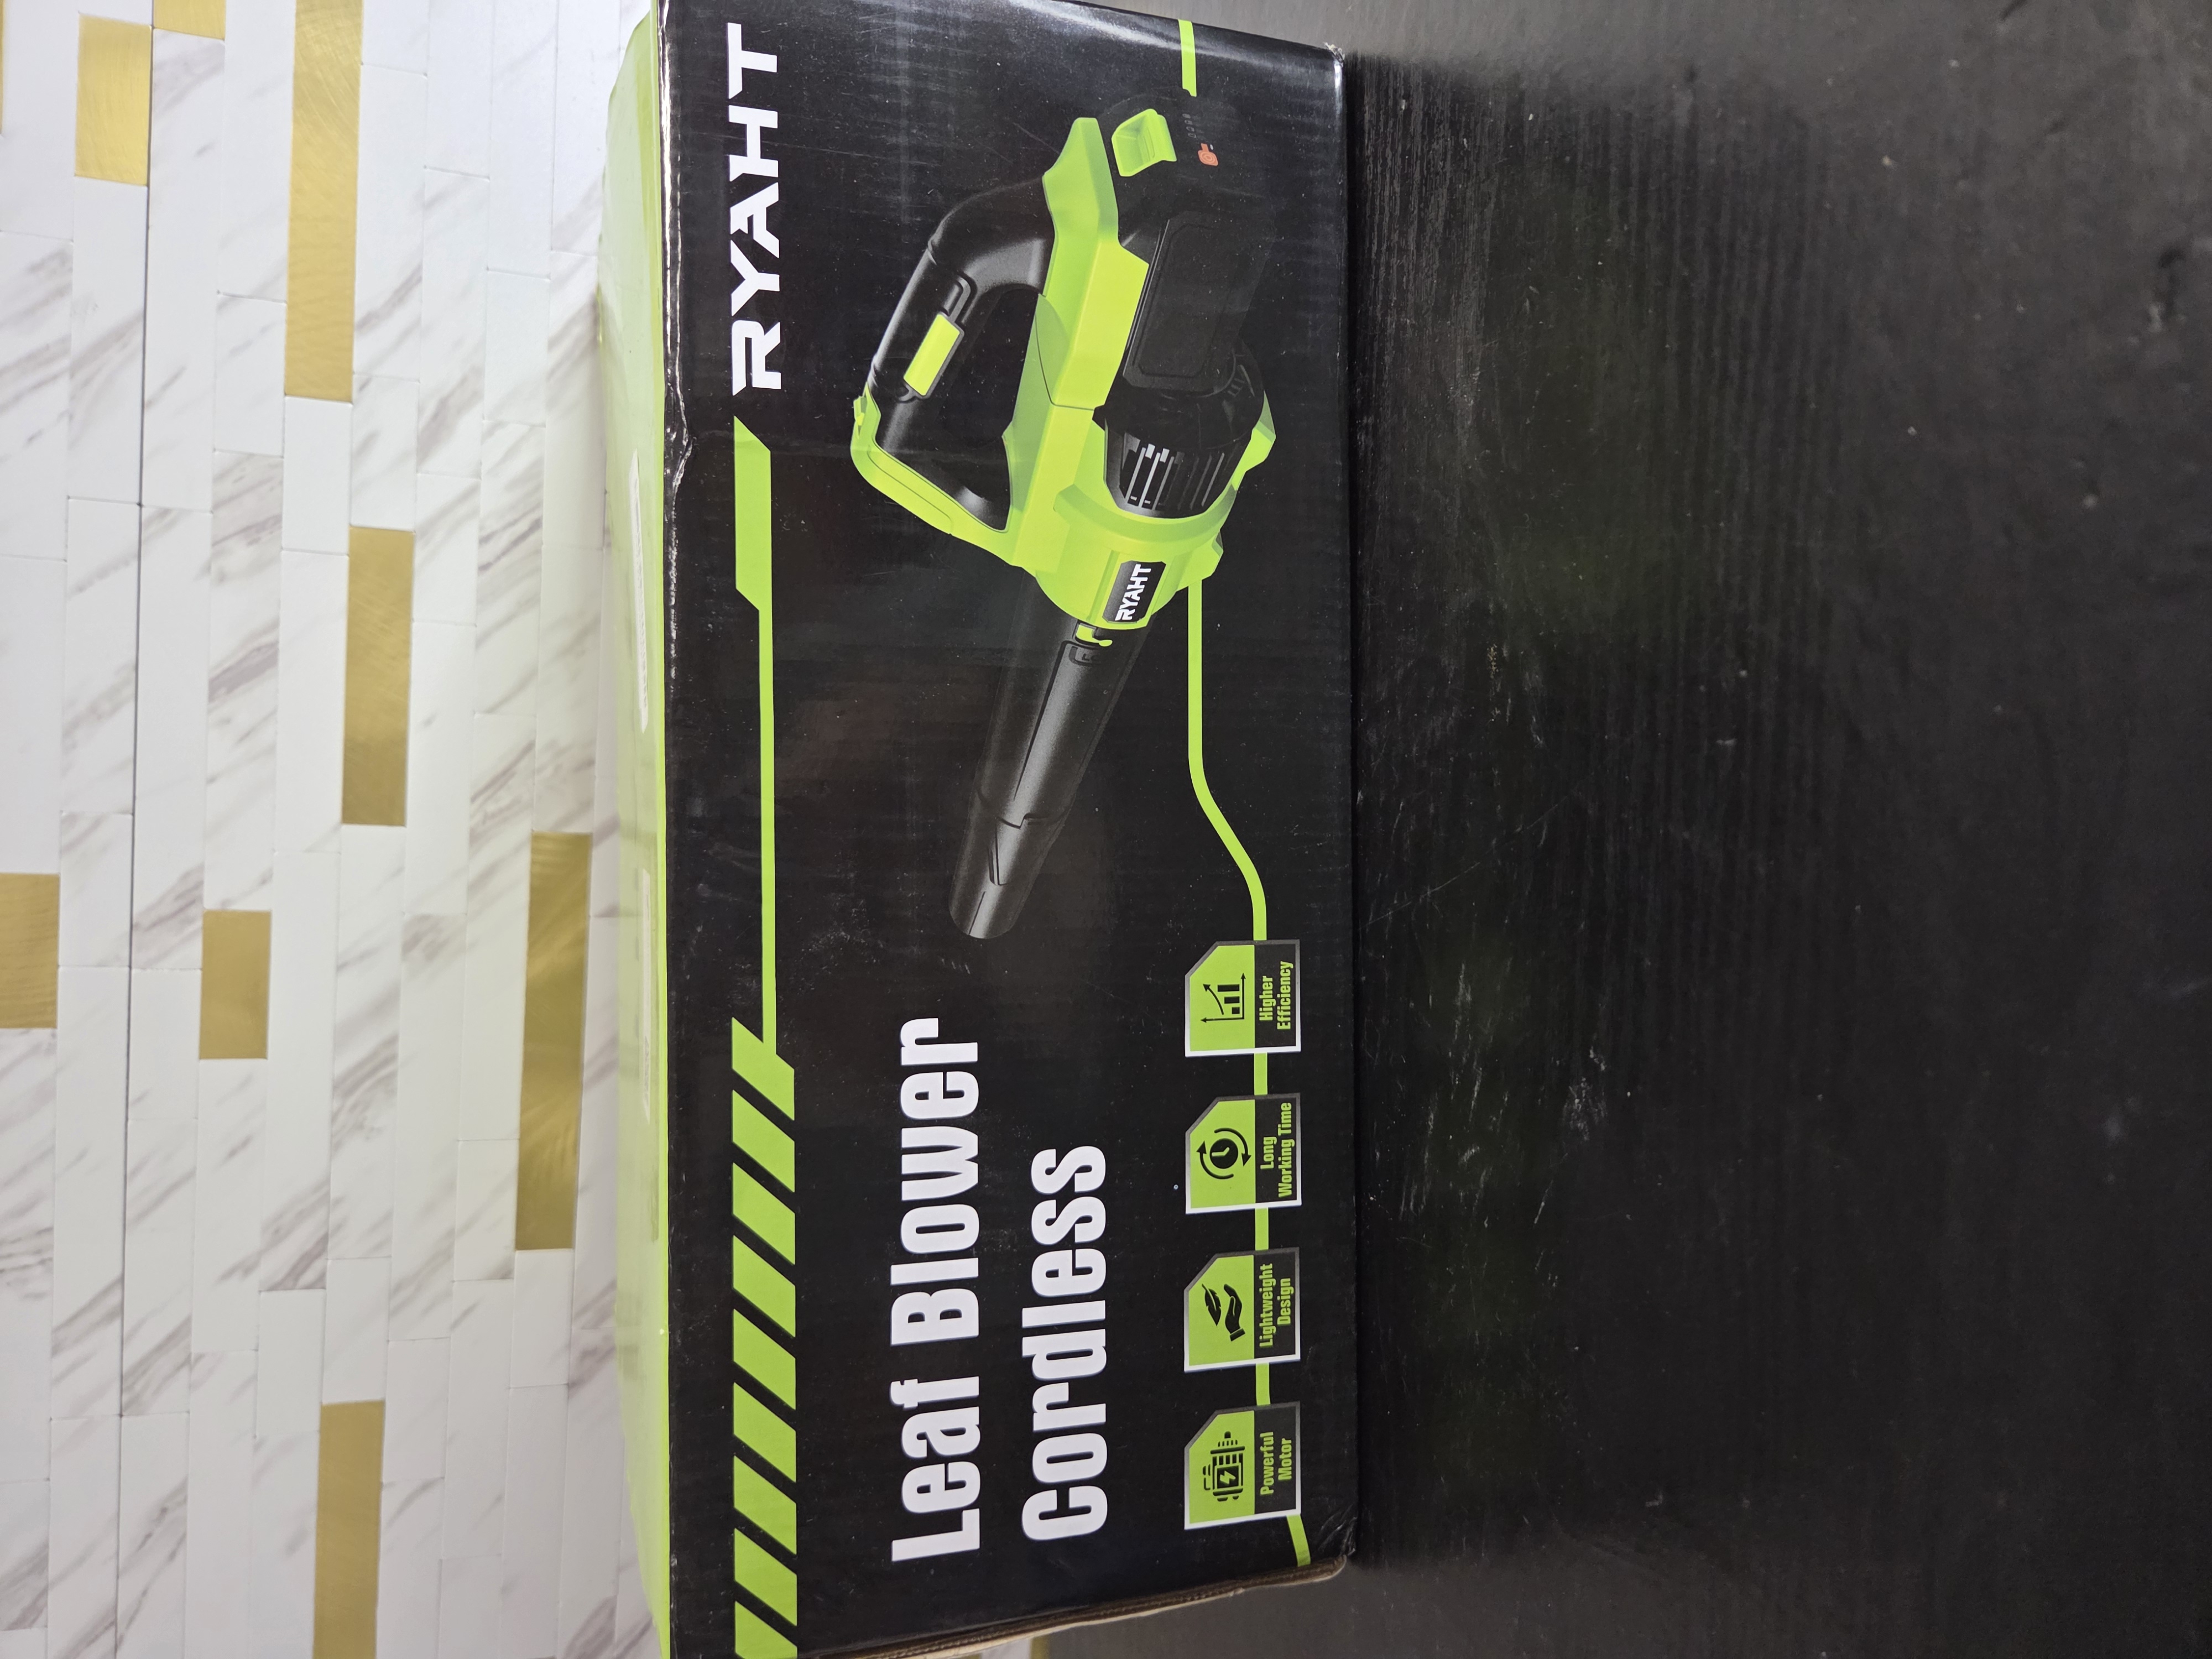 RYAHT
RYAHT
Leaf Blower
Cordless
Powerful
Motor
Lightweight
Design
Long
Working Time
Higher
Efficiency